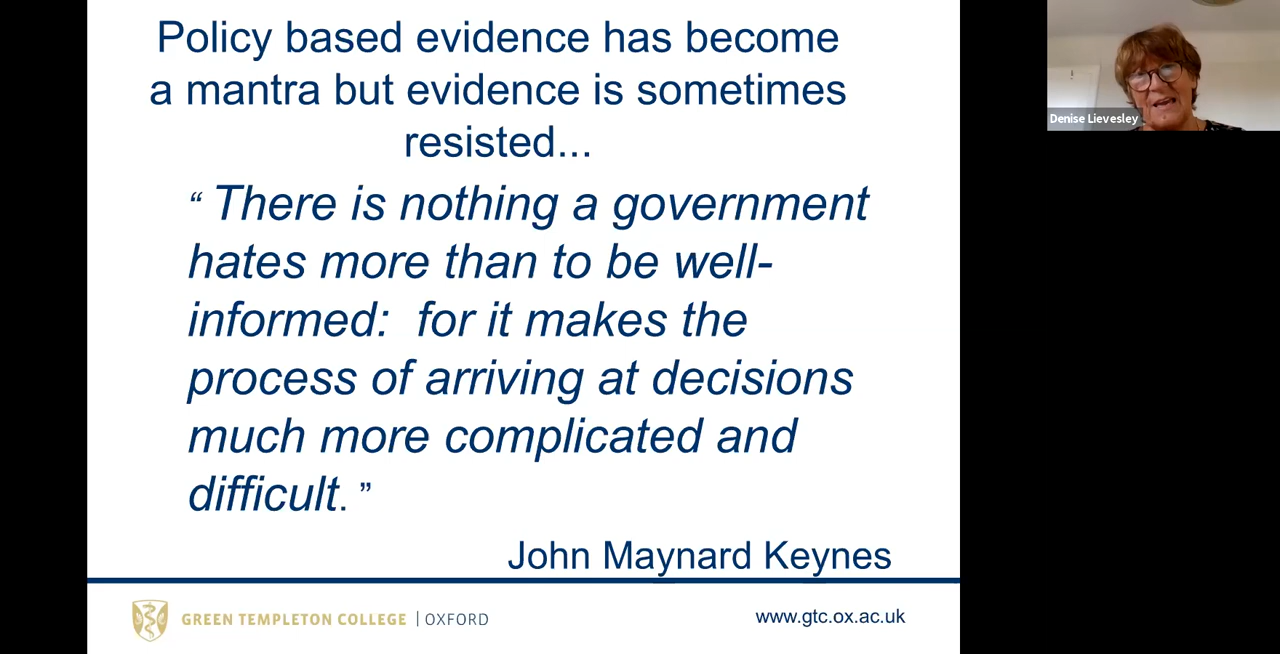 Policy based evidence has become
a mantra but evidence is sometimes
resisted...
“ There is nothing a government
hates more than to be well-
informed:  for it makes the
process of arriving at decisions
much more complicated and
difficult. ”
John Maynard Keynes
GREEN TEMPLETON COLLEGE | OXFORD
www.gtc.ox.ac.uk
Denise Lievesley